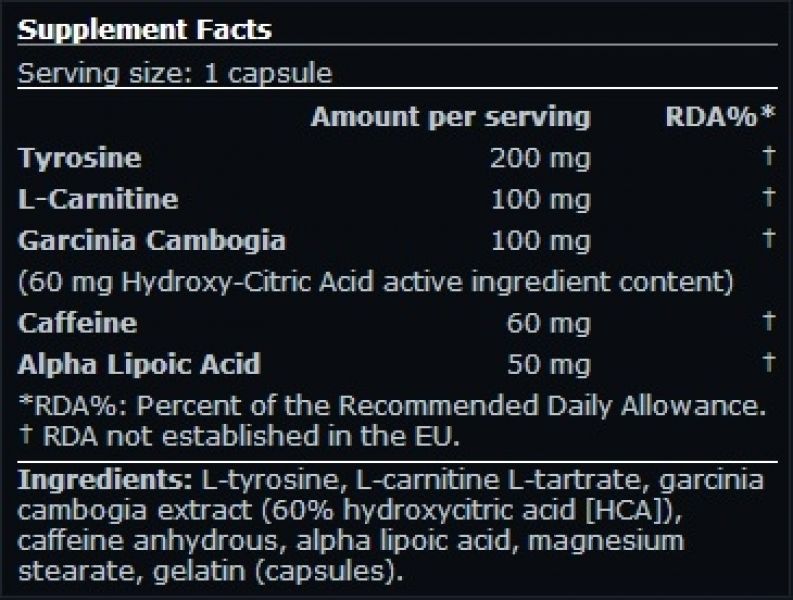 Supplement Facts
Serving size: 1 capsule
Amount per serving RDA%*
Tyrosine 200 mg †
L-Carnitine 100 mg †
Garcinia Cambogia 100 mg †
(60 mg Hydroxy-Citric Acid active ingredient content)
Caffeine 60 mg †
Alpha Lipoic Acid 50 mg †
*RDA%: Percent of the Recommended Daily Allowance.
† RDA not established in the EU.
Ingredients: L-tyrosine, L-carnitine L-tartrate, garcinia
cambogia extract (60% hydroxycitric acid [HCA]),
caffeine anhydrous, alpha lipoic acid, magnesium
stearate, gelatin (capsules).